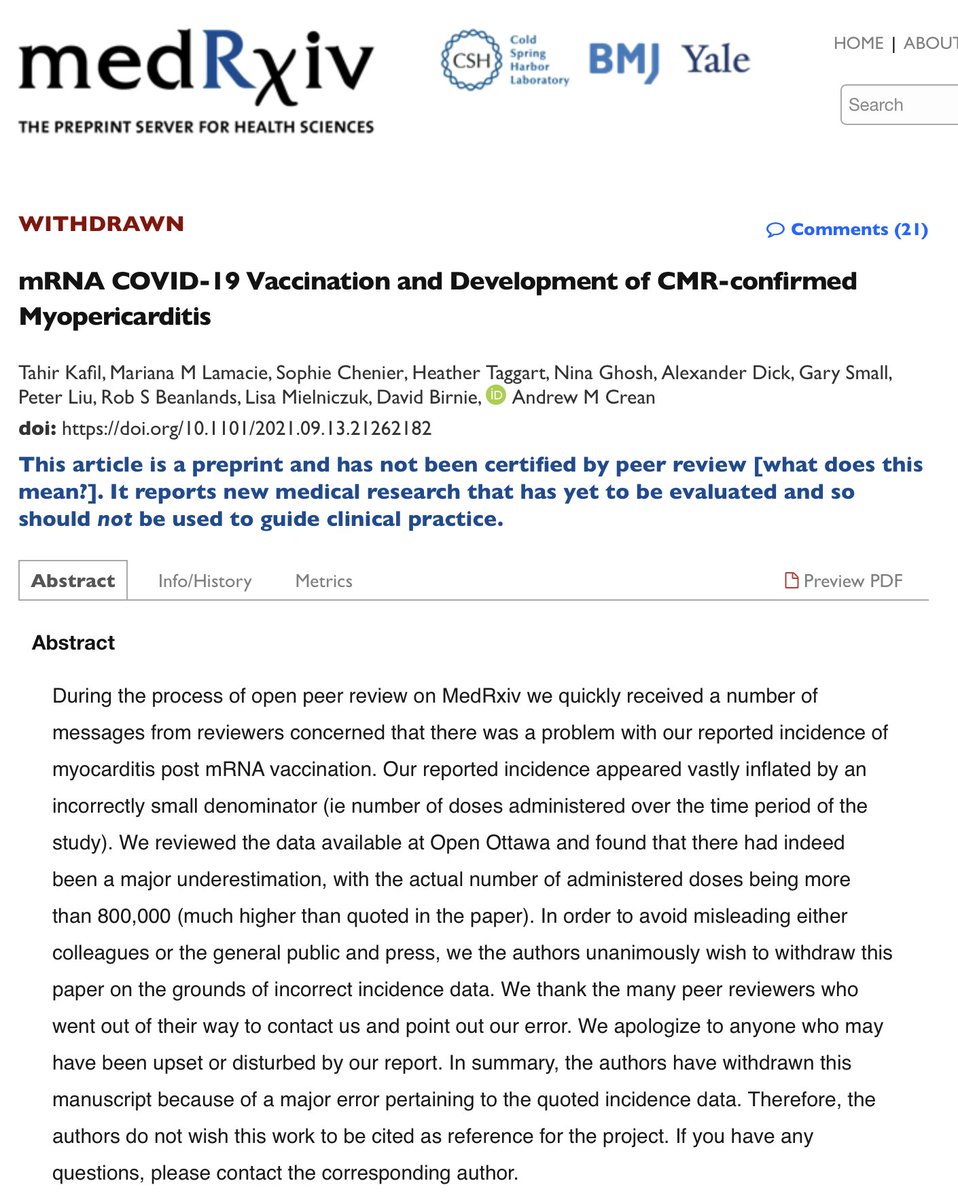 medRxiv
THE PREPRINT SERVER FOR HEALTH SCIENCES
CSH
Cold
Spring
Harbor
Laboratory
BMJ
Yale
HOME | ABOUT
Search
WITHDRAWN
Comments (21)
mRNA COVID-19 Vaccination and Development of CMR-confirmed
Myopericarditis
Tahir Kafil, Mariana M Lamacie, Sophie Chenier, Heather Taggart, Nina Ghosh, Alexander Dick, Gary Small,
Peter Liu, Rob S Beanlands, Lisa Mielniczuk, David Birnie, iD Andrew M Crean
doi: https://doi.org/10.1101/2021.09.13.21262182
This article is a preprint and has not been certified by peer review [what does this
mean?]. It reports new medical research that has yet to be evaluated and so
should not be used to guide clinical practice.
Abstract
Info/History
Metrics
Preview PDF
Abstract
During the process of open peer review on MedRxiv we quickly received a number of
messages from reviewers concerned that there was a problem with our reported incidence of
myocarditis post mRNA vaccination. Our reported incidence appeared vastly inflated by an
incorrectly small denominator (ie number of doses administered over the time period of the
study). We reviewed the data available at Open Ottawa and found that there had indeed
been a major underestimation, with the actual number of administered doses being more
than 800,000 (much higher than quoted in the paper). In order to avoid misleading either
colleagues or the general public and press, we the authors unanimously wish to withdraw this
paper on the grounds of incorrect incidence data. We thank the many peer reviewers who
went out of their way to contact us and point out our error. We apologize to anyone who may
have been upset or disturbed by our report. In summary, the authors have withdrawn this
manuscript because of a major error pertaining to the quoted incidence data. Therefore, the
authors do not wish this work to be cited as reference for the project. If you have any
questions, please contact the corresponding author.